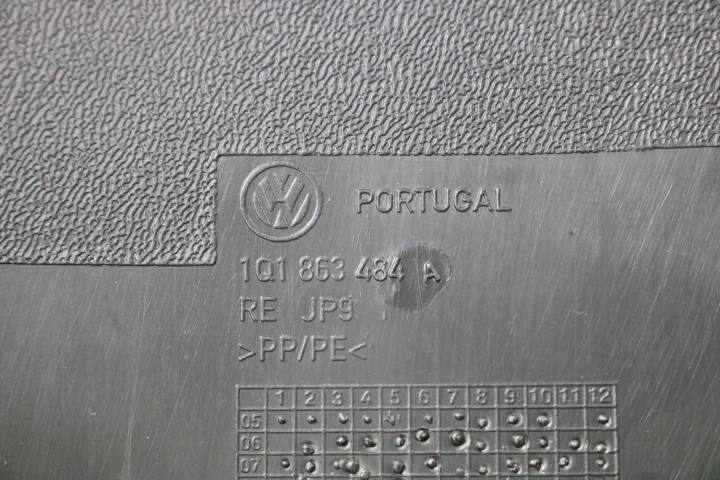 PORTUGAL
1Q1 863 484 A
RE JP9
>PP/PE<
1 2 3 4 5 6 7 8 9 10 11 12
05
06
07